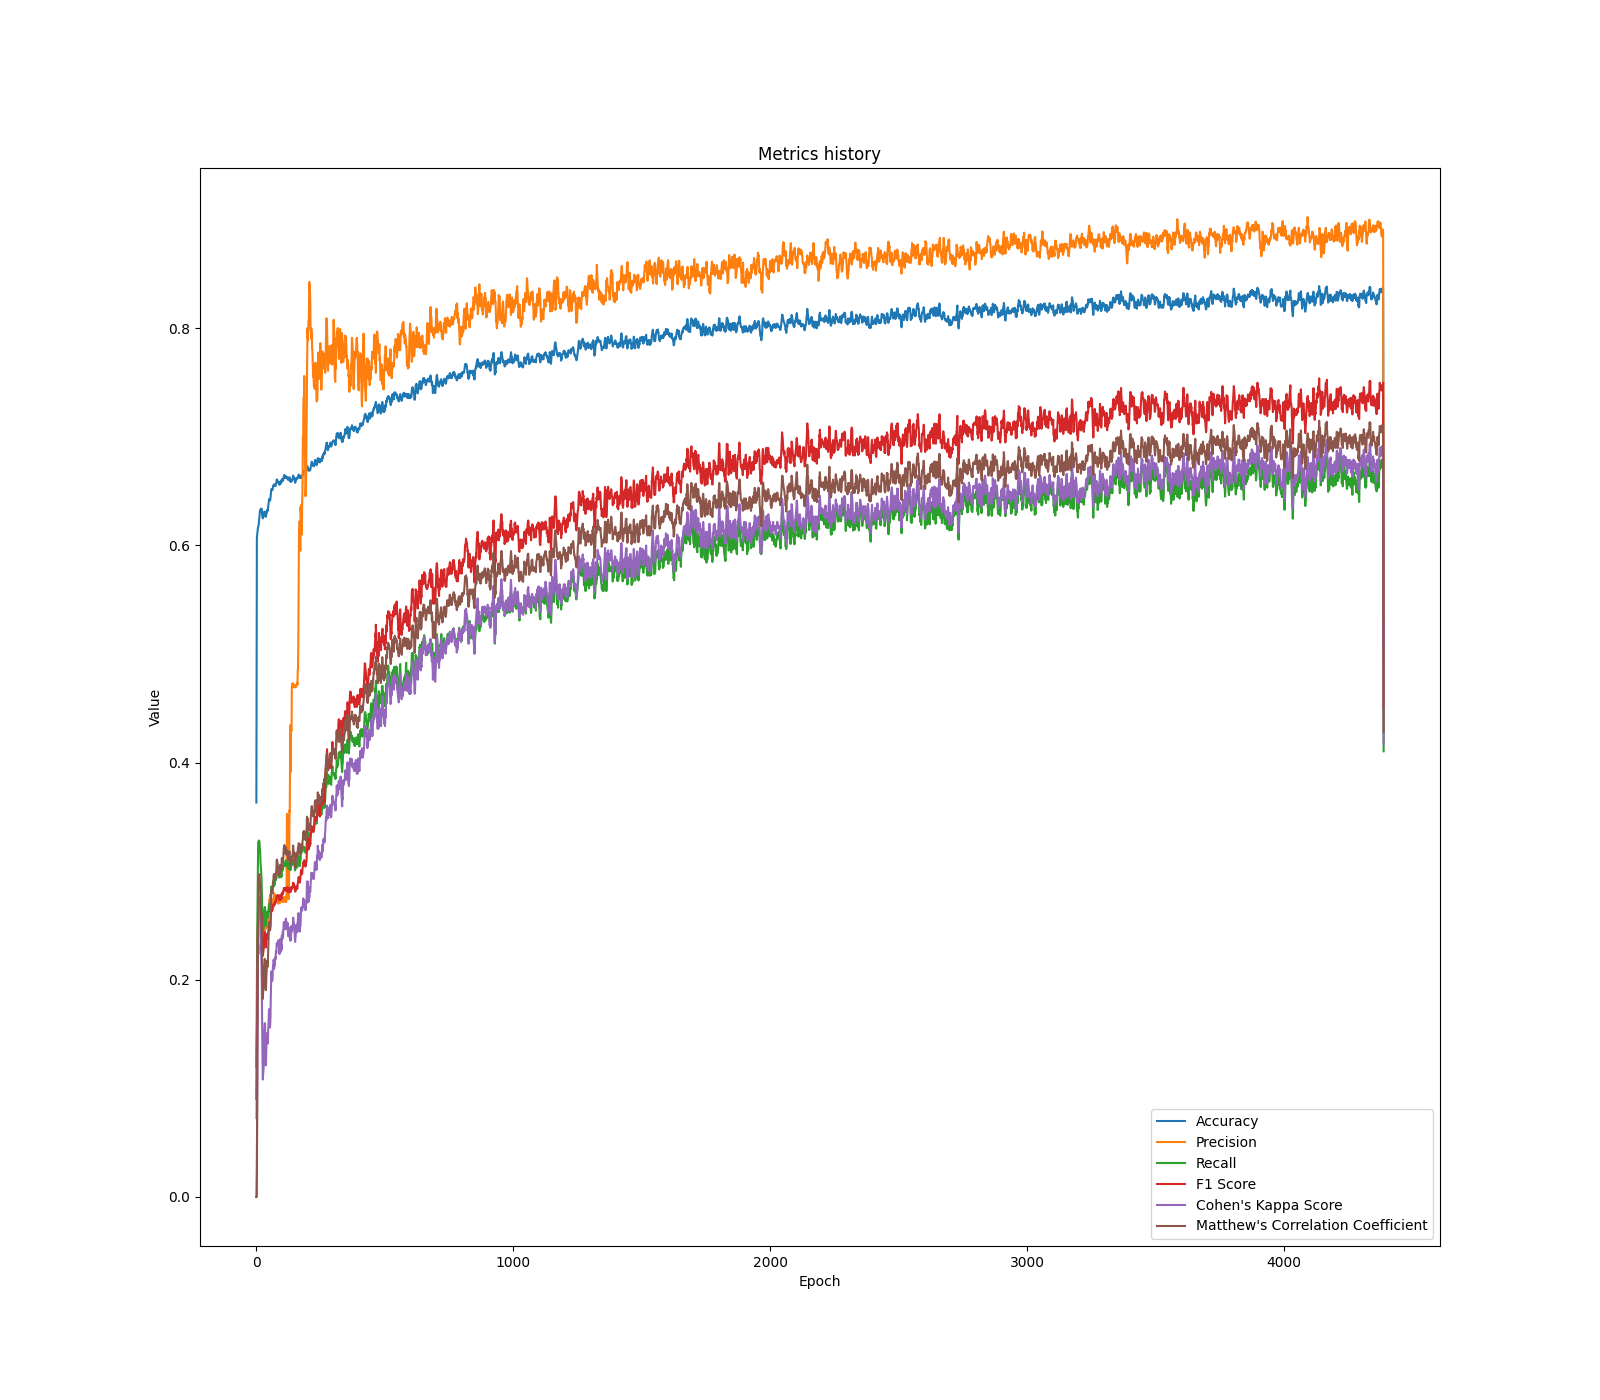 Metrics history
Value
0.8
0.6
0.4
0.2
0.0
0
1000
2000
3000
4000
Epoch
Accuracy
Precision
Recall
F1 Score
Cohen's Kappa Score
Matthew's Correlation Coefficient